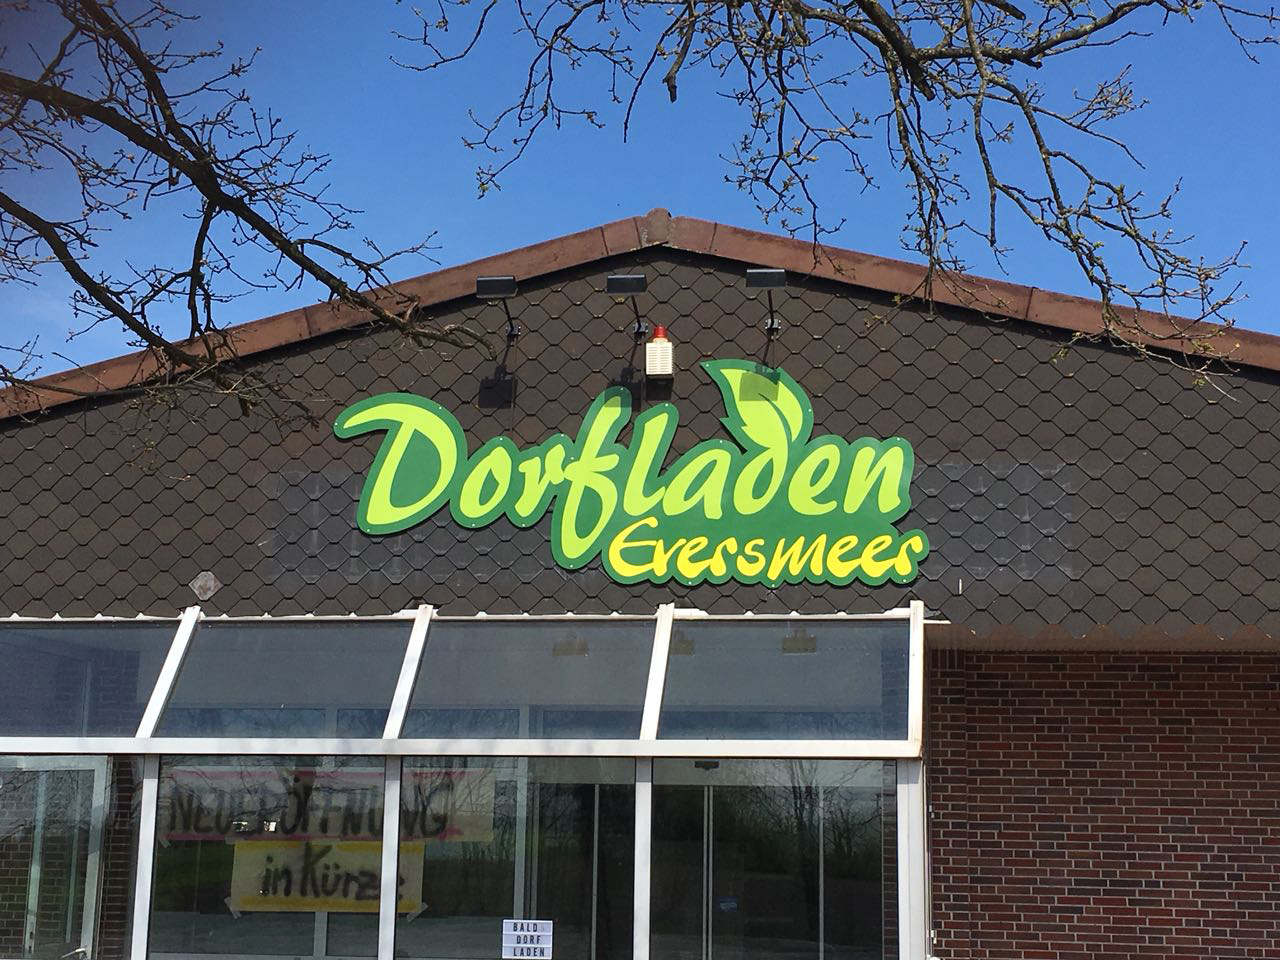 Dorfladen
Eversmeer
NEUERÖFFNUNG
in Kürze
BALD
DORF
LADEN